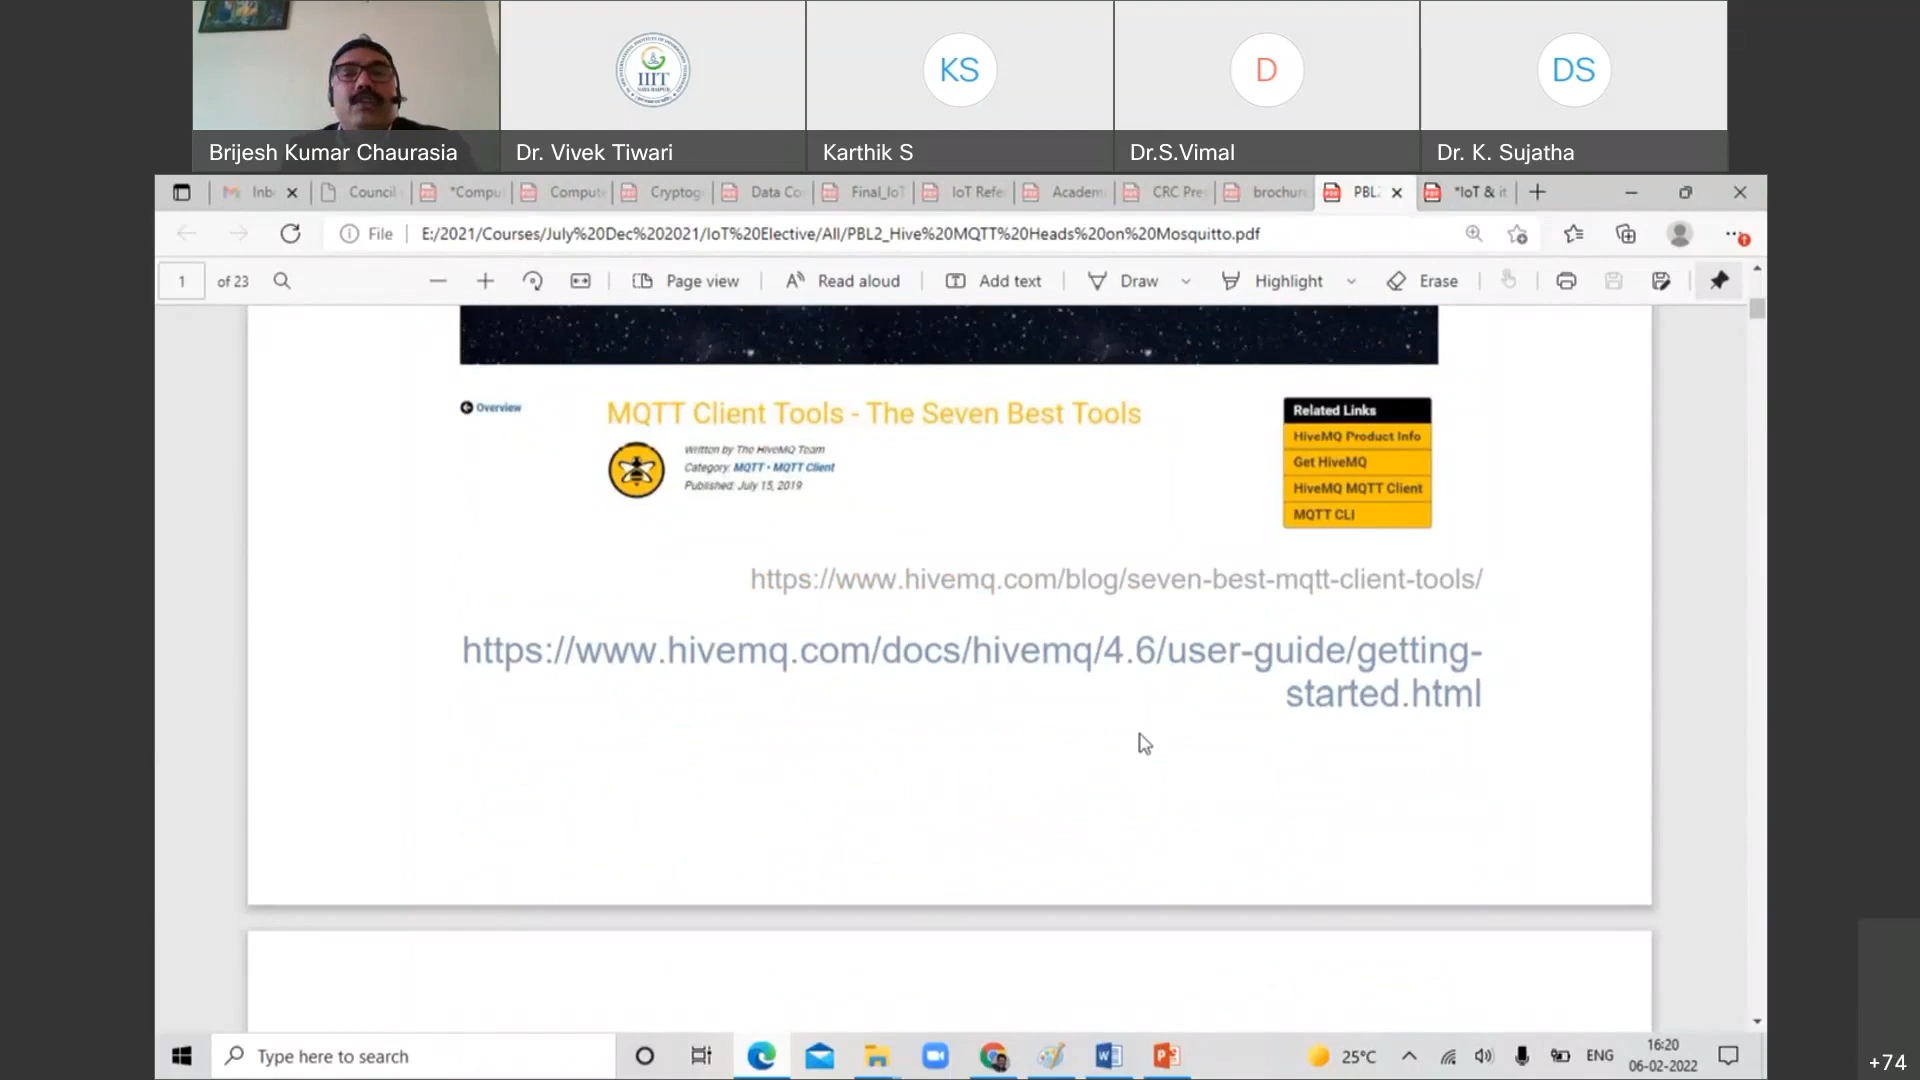 IIIT
KS
D
DS
Brijesh Kumar Chaurasia
Dr. Vivek Tiwari
Karthik S
Dr.S.Vimal
Dr. K. Sujatha
Inb
Council
*Compu
Compute
Cryptog
Data Co
Final_IoT
IoT Refe
Academ
CRC Pre
brochure
PBL2
*IoT & it
File
E:/2021/Courses/July%20Dec%202021/IoT%20Elective/All/PBL2_Hive%20MQTT%20Heads%20on%20Mosquitto.pdf
1 of 23
Page view
Read aloud
Add text
Draw
Highlight
Erase
Overview
MQTT Client Tools - The Seven Best Tools
Written by The HiveMQ Team
Category: MQTT • MQTT Client
Published: July 15, 2019
Related Links
HiveMQ Product Info
Get HiveMQ
HiveMQ MQTT Client
MQTT CLI
https://www.hivemq.com/blog/seven-best-mqtt-client-tools/
https://www.hivemq.com/docs/hivemq/4.6/user-guide/getting-
started.html
Type here to search
25°C
ENG
16:20
06-02-2022
+74